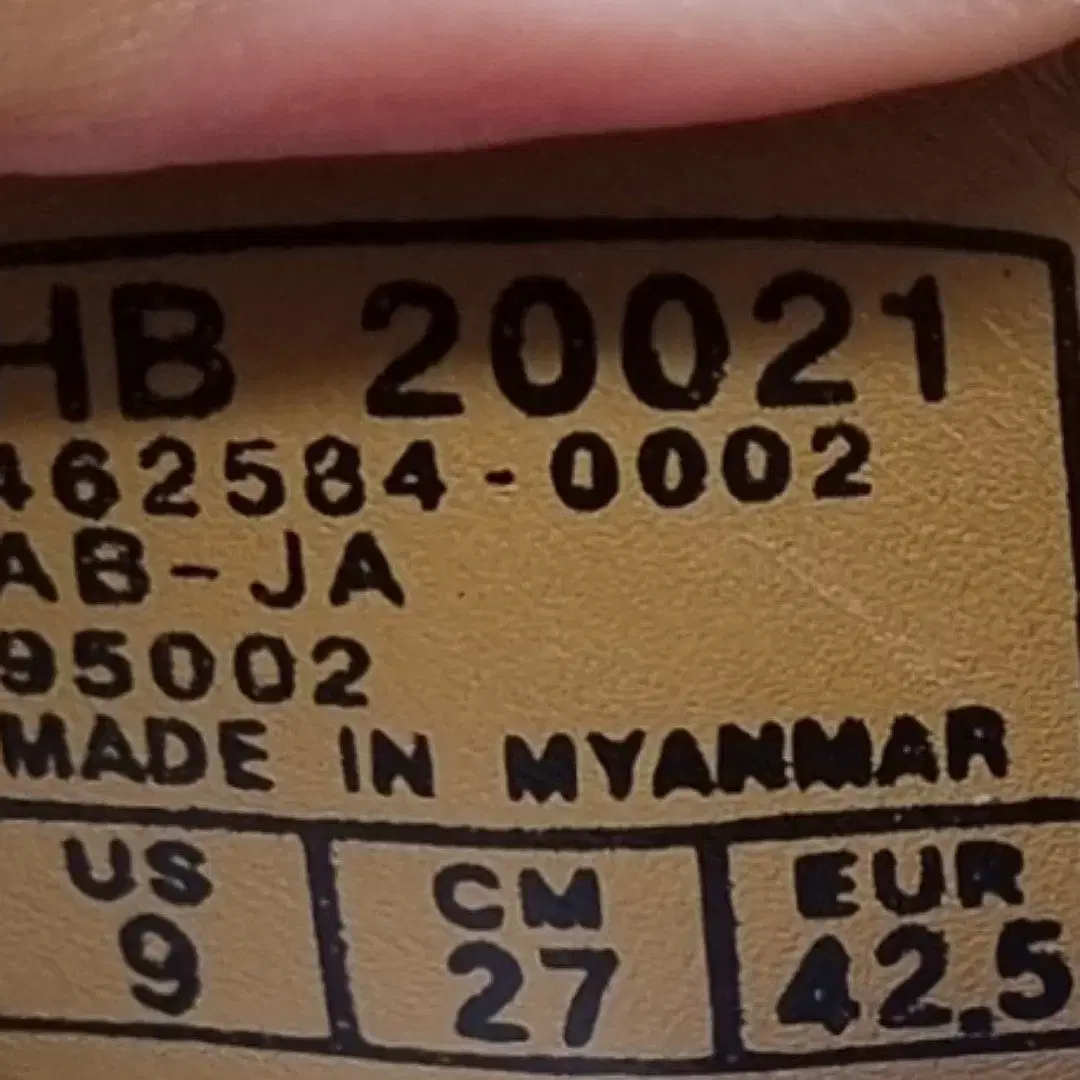 HB 20021
462584-0002
AB-JA
95002
MADE IN MYANMAR
US CM EUR
9 27 42.5